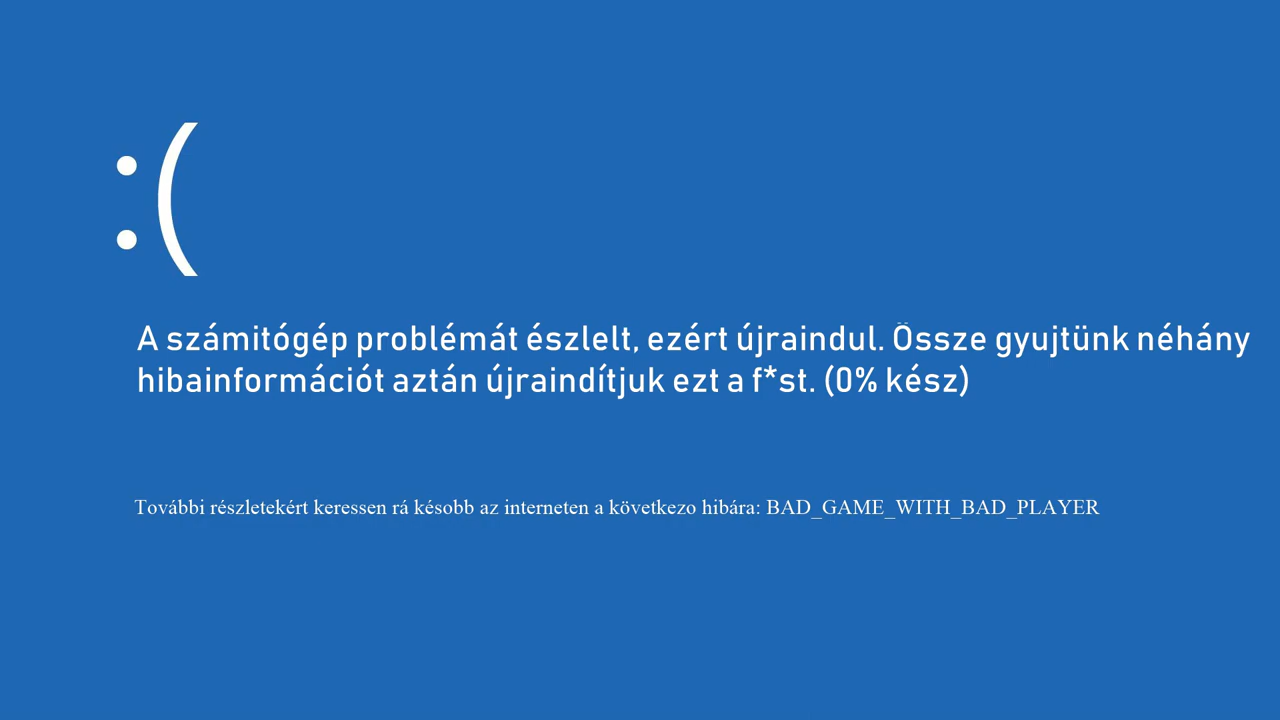 :(
A számitógép problémát észlelt, ezért újraindul. Össze gyujtünk néhány
hibainformációt aztán újraindítjuk ezt a f*st. (0% kész)
További részletekért keressen rá késobb az interneten a következo hibára: BAD_GAME_WITH_BAD_PLAYER